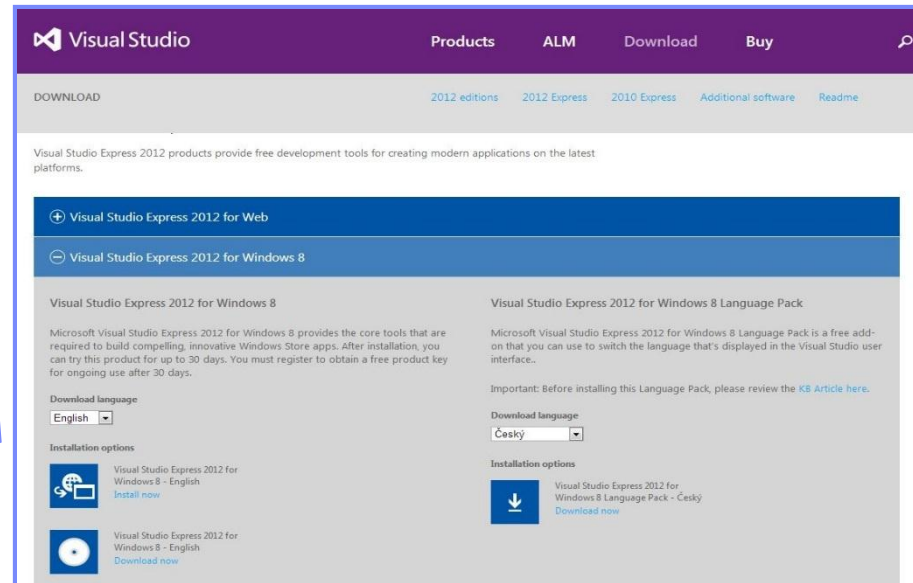 Visual Studio
Products ALM Download Buy
DOWNLOAD
2012 editions 2012 Express 2010 Express Additional software Readme
Visual Studio Express 2012 products provide free development tools for creating modern applications on the latest
platforms.
Visual Studio Express 2012 for Web
Visual Studio Express 2012 for Windows 8
Visual Studio Express 2012 for Windows 8
Microsoft Visual Studio Express 2012 for Windows 8 provides the core tools that are
required to build compelling, innovative Windows Store apps. After installation, you
can try this product for up to 30 days. You must register to obtain a free product key
for ongoing use after 30 days.
Download language
English
Installation options
Visual Studio Express 2012 for
Windows 8 - English
Install now
Visual Studio Express 2012 for
Windows 8 - English
Download now
Visual Studio Express 2012 for Windows 8 Language Pack
Microsoft Visual Studio Express 2012 for Windows 8 Language Pack is a free add-
on that you can use to switch the language that's displayed in the Visual Studio user
interface..
Important: Before installing this Language Pack, please review the KB Article here.
Download language
Český
Installation options
Visual Studio Express 2012 for
Windows 8 Language Pack - Český
Download now